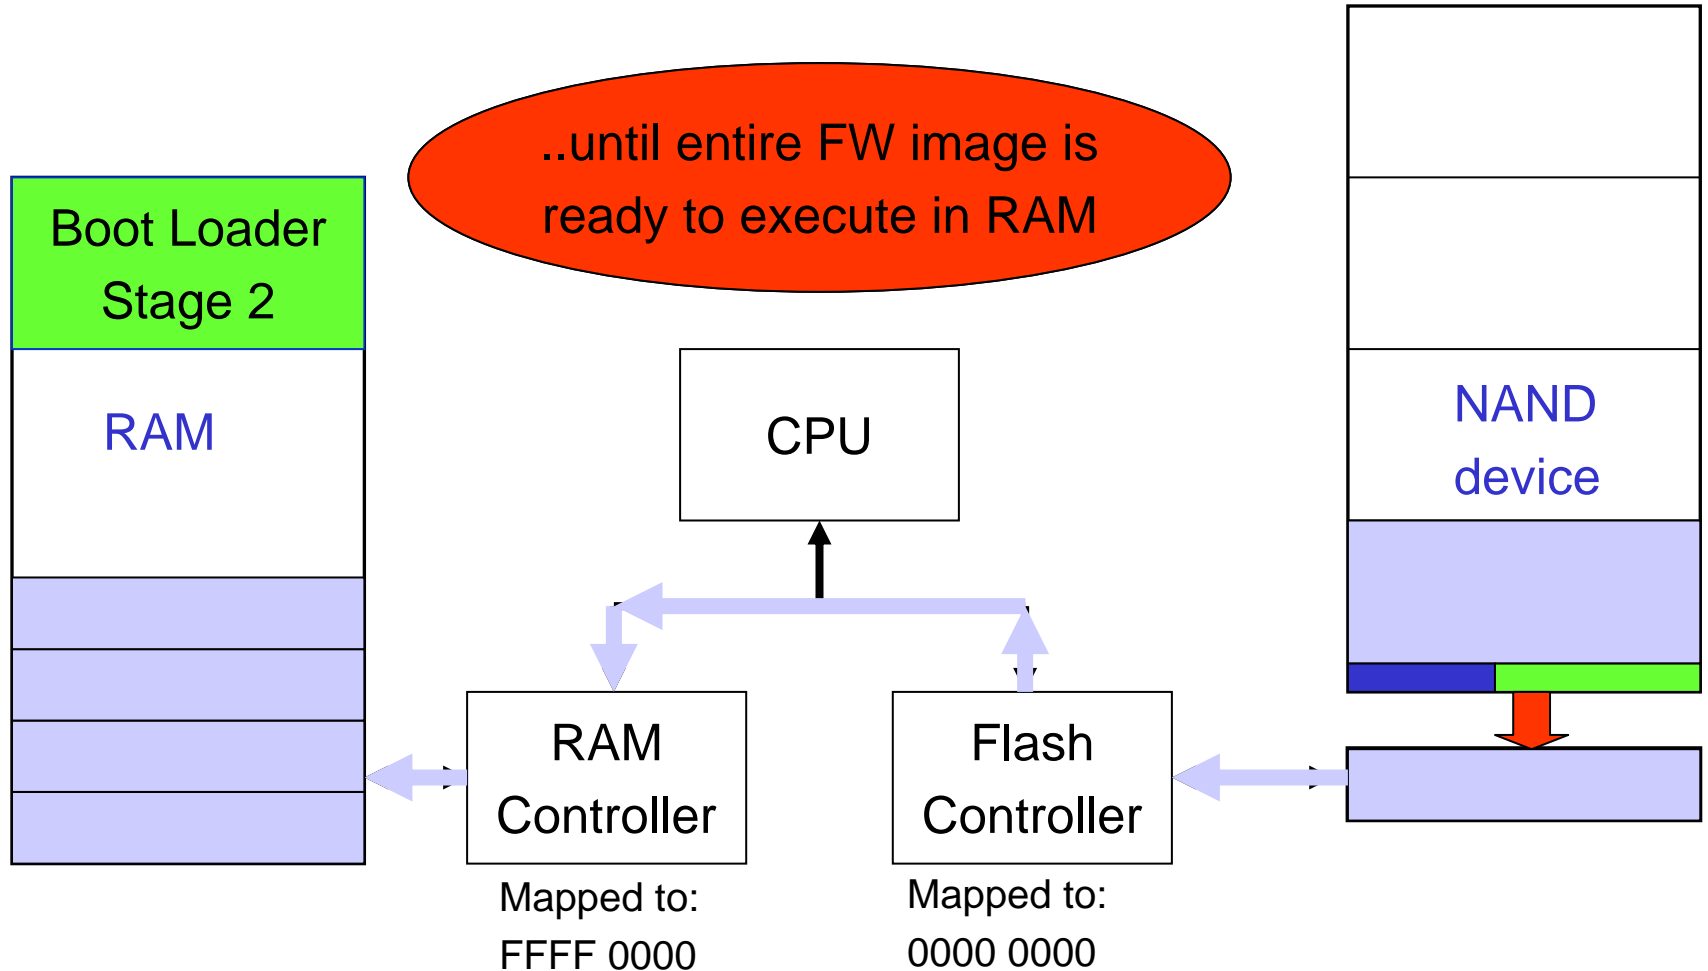 ..until entire FW image is
ready to execute in RAM
Boot Loader
Stage 2
RAM
CPU
NAND
device
RAM
Controller
Flash
Controller
Mapped to:
FFFF 0000
Mapped to:
0000 0000